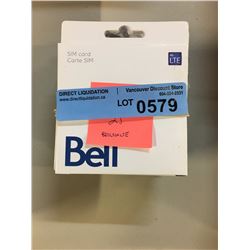 SIM card
Carte SIM
LTE
DIRECT LIQUIDATION
www.directliquidation.ca
Vancouver Discount Store
LOT 0579
Bell